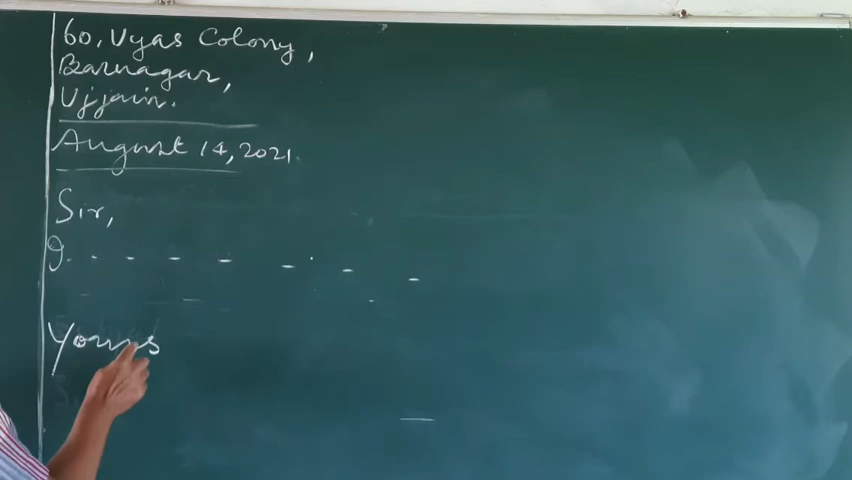 60, Vyas Colony,
Barnagar,
Ujjain.
August 14, 2021.
Sir,
I. - - - - - . - -
Yours